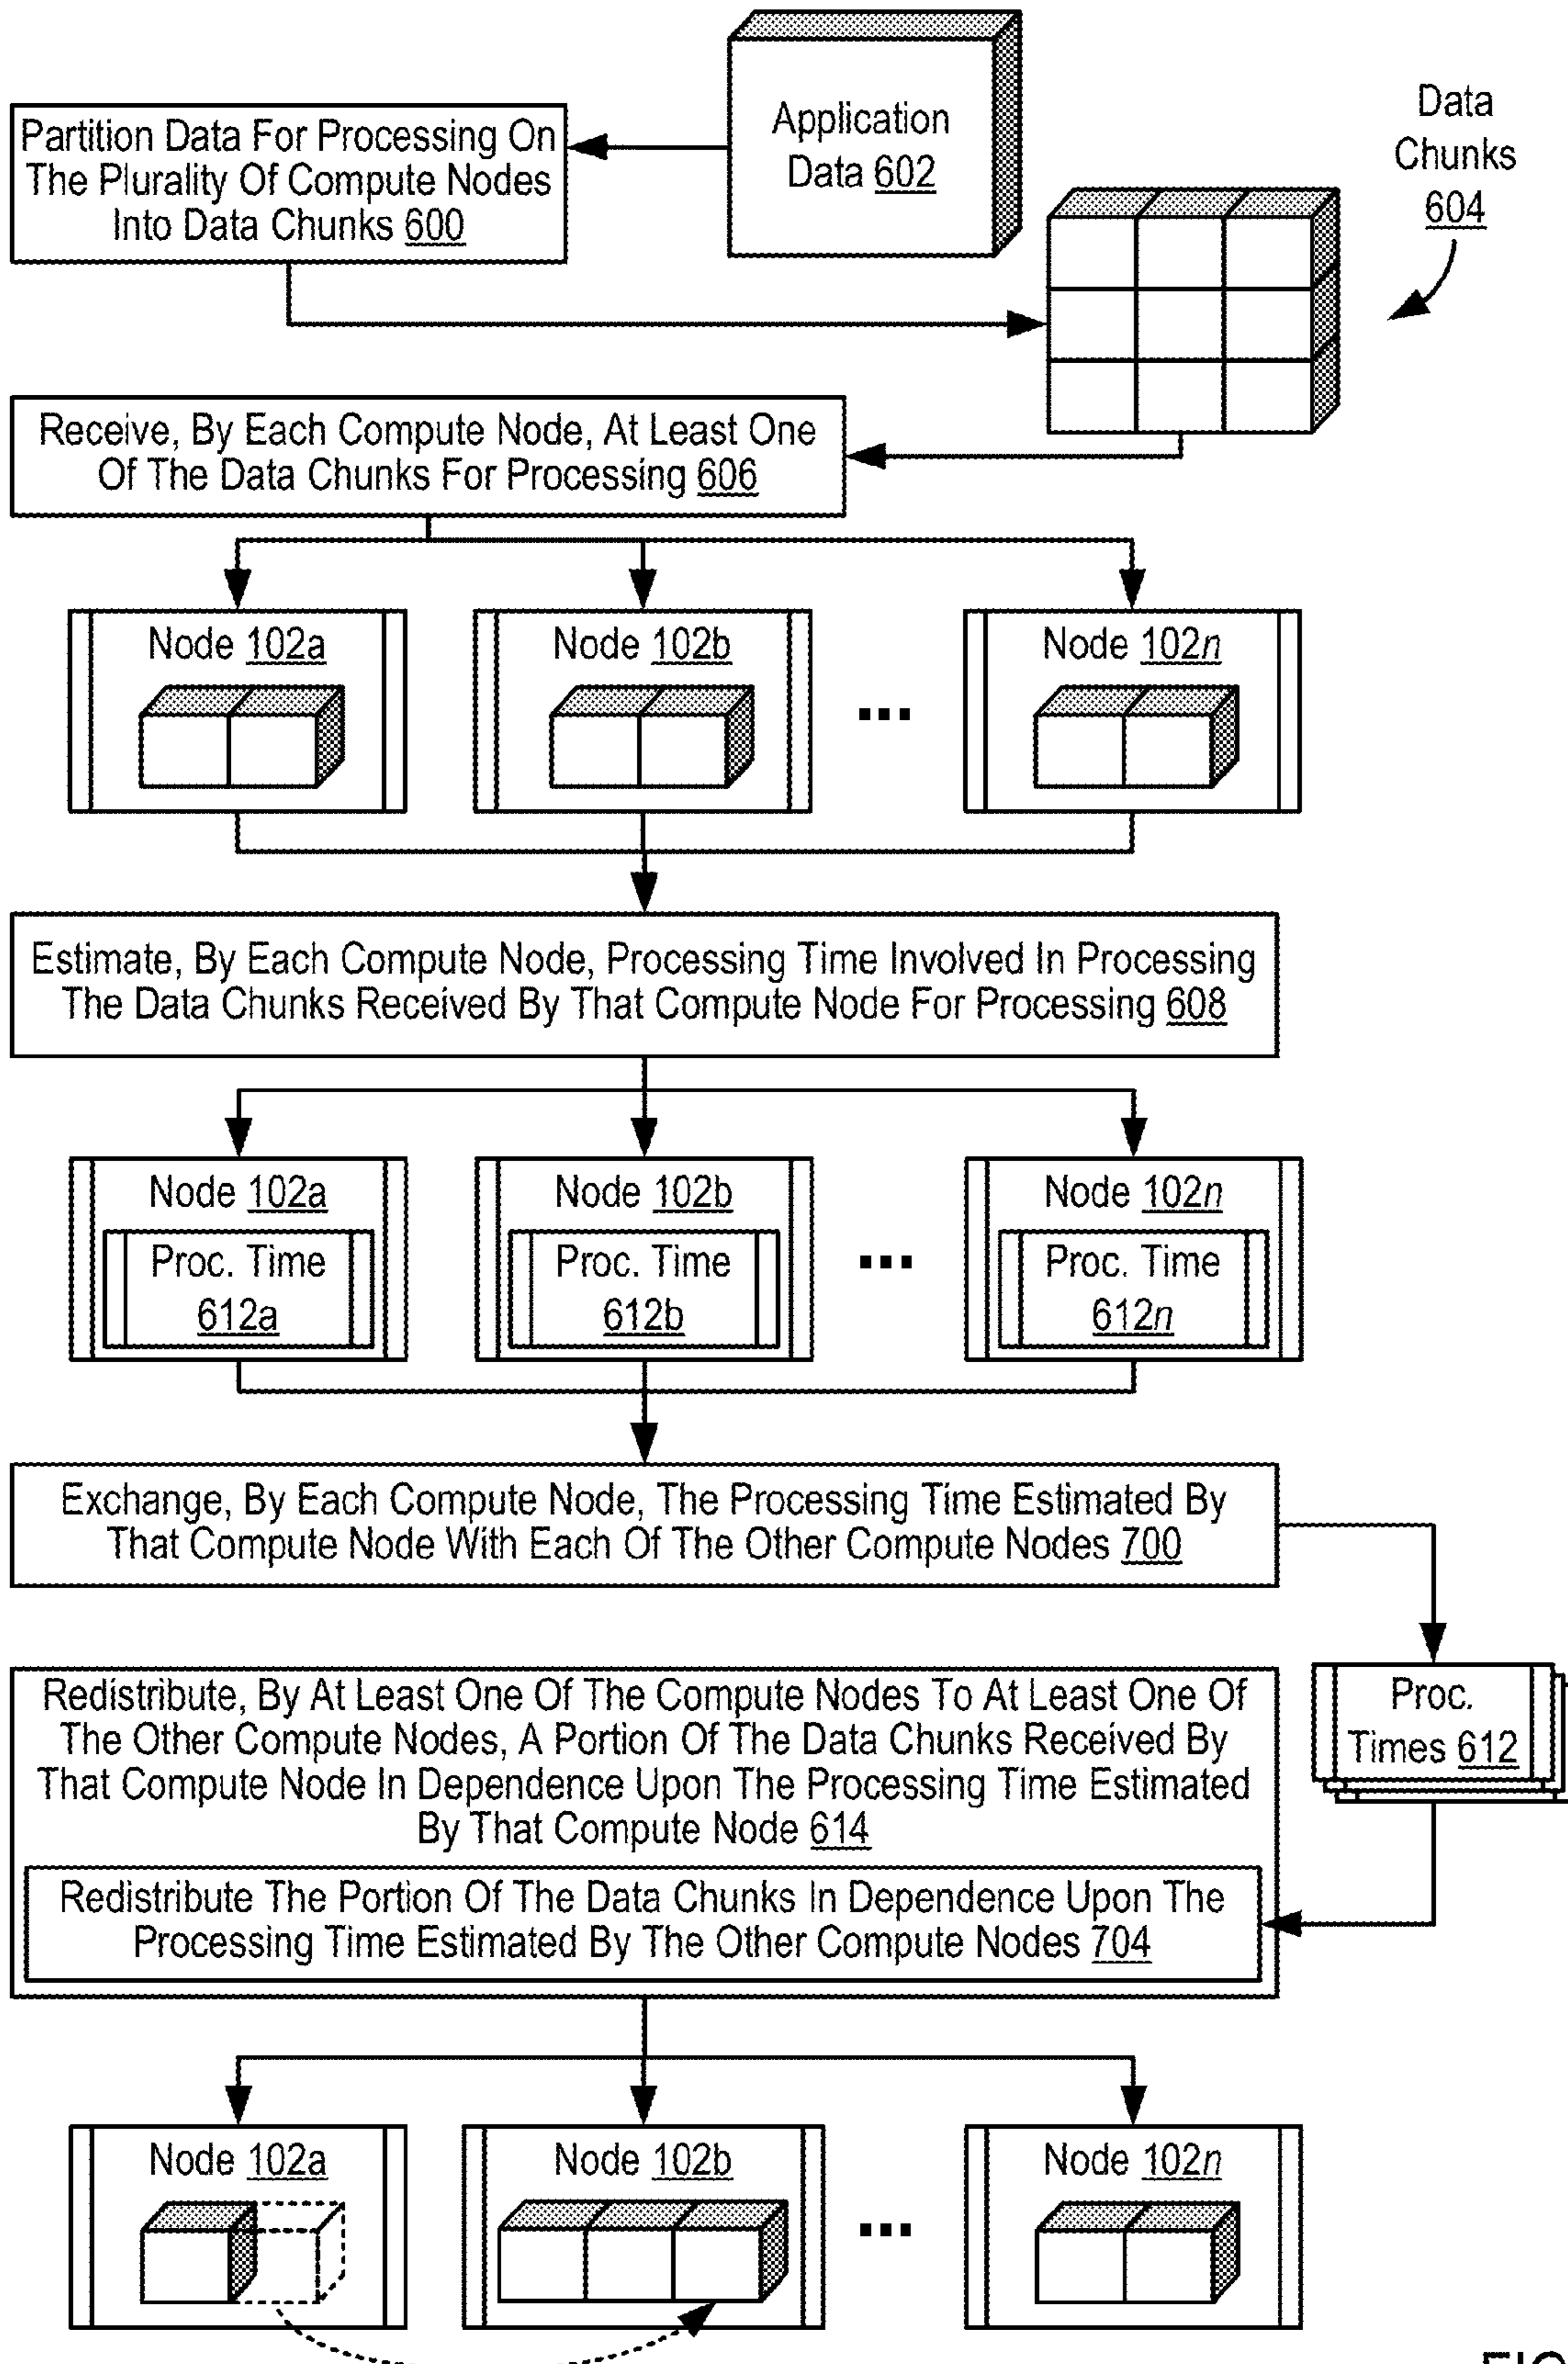 Application
Data 602
Data
Chunks
604
Partition Data For Processing On
The Plurality Of Compute Nodes
Into Data Chunks 600
Receive, By Each Compute Node, At Least One
Of The Data Chunks For Processing 606
Node 102a
Node 102b
...
Node 102n
Estimate, By Each Compute Node, Processing Time Involved In Processing
The Data Chunks Received By That Compute Node For Processing 608
Node 102a
Proc. Time
612a
Node 102b
Proc. Time
612b
...
Node 102n
Proc. Time
612n
Exchange, By Each Compute Node, The Processing Time Estimated By
That Compute Node With Each Of The Other Compute Nodes 700
Proc.
Times 612
Redistribute, By At Least One Of The Compute Nodes To At Least One Of
The Other Compute Nodes, A Portion Of The Data Chunks Received By
That Compute Node In Dependence Upon The Processing Time Estimated
By That Compute Node 614
Redistribute The Portion Of The Data Chunks In Dependence Upon The
Processing Time Estimated By The Other Compute Nodes 704
Node 102a
Node 102b
...
Node 102n